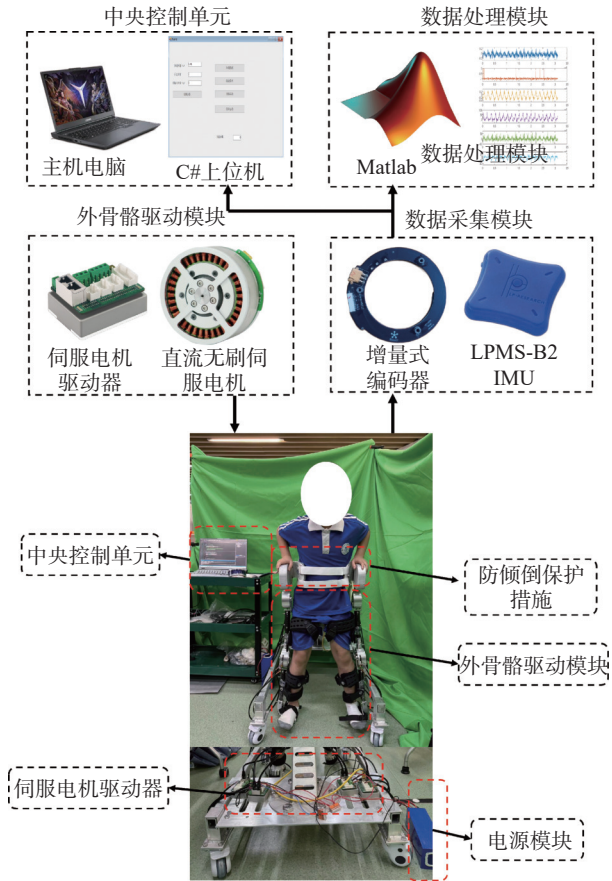 中央控制单元
数据处理模块
主机电脑
C#上位机
Matlab
数据处理模块
外骨骼驱动模块
数据采集模块
伺服电机
驱动器
直流无刷伺
服电机
增量式
编码器
LPMS-B2
IMU
中央控制单元
防倾倒保护
措施
外骨骼驱动模块
伺服电机驱动器
电源模块